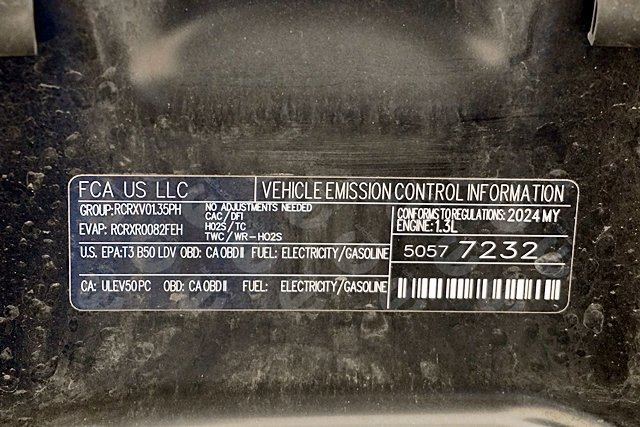 FCA US LLC
VEHICLE EMISSION CONTROL INFORMATION
GROUP: RCRXV01.35PH
EVAP: RCRXR0082FEH
NO ADJUSTMENTS NEEDED
CAC/DFI
HO2S/TC
TWC/WR-HO2S
CONFORMS TO REGULATIONS: 2024 MY
ENGINE: 1.3L
U.S. EPA: T3 B50 LDV OBD: CA OBD II FUEL: ELECTRICITY/GASOLINE
5057 7232
CA: ULEV50 PC OBD: CA OBD II FUEL: ELECTRICITY/GASOLINE